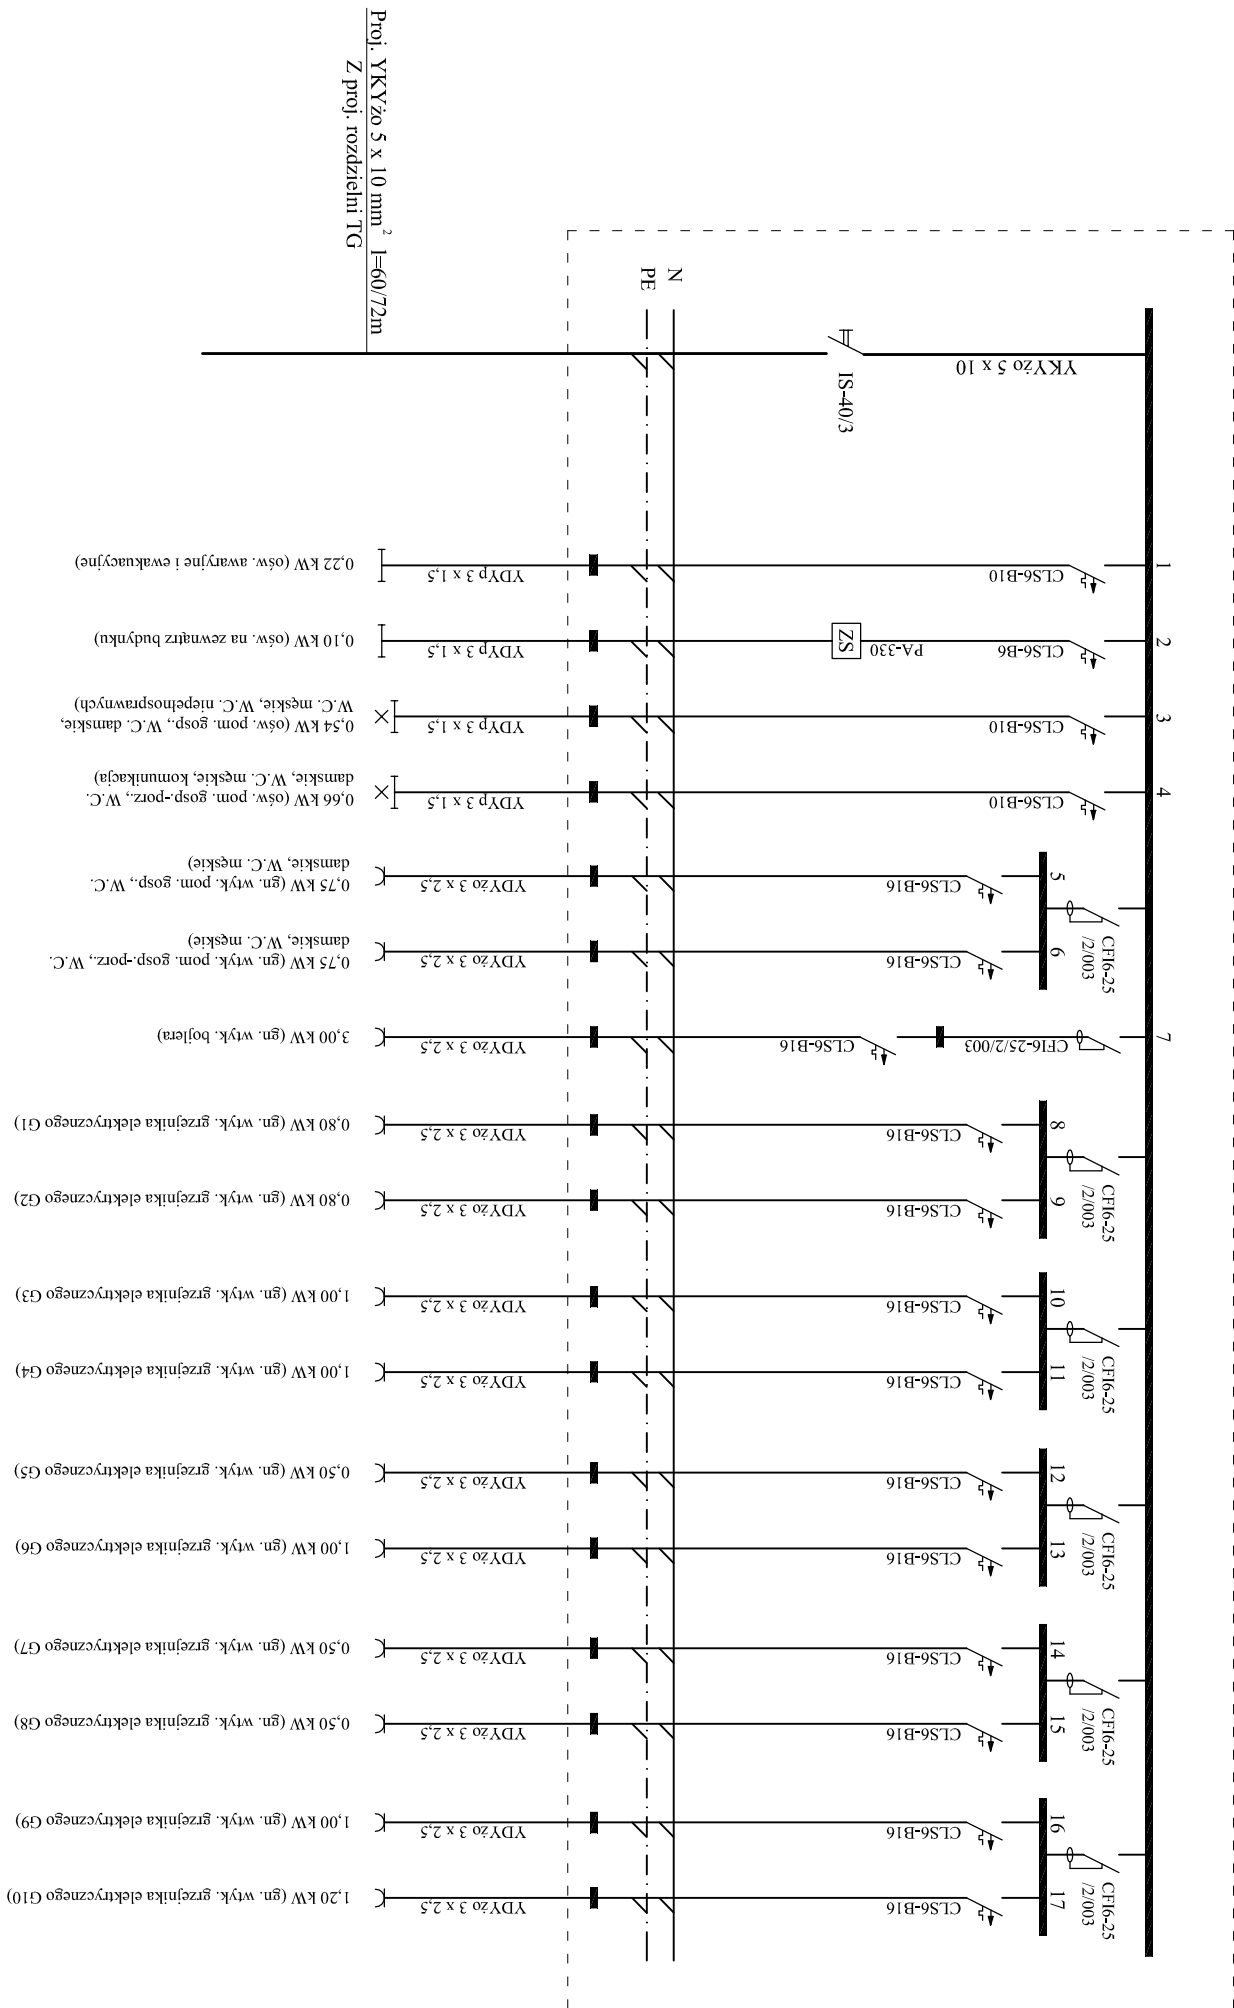 Proj. YKYżo 5 x 10 mm² l=60/72m
Z proj. rozdzielni TG
PE
N
IS-40/3
YKYżo 5 x 10
1
CLS6-B10
YDYp 3 x 1,5
0,22 kW (ośw. awaryjne i ewakuacyjne)
2
CLS6-B6
PA-330
ZS
YDYp 3 x 1,5
0,10 kW (ośw. na zewnątrz budynku)
3
CLS6-B10
YDYp 3 x 1,5
0,54 kW (ośw. pom. gosp., W.C. damskie,
W.C. męskie, W.C. niepełnosprawnych)
4
CLS6-B10
YDYp 3 x 1,5
0,66 kW (ośw. pom. gosp.-porz., W.C.
damskie, W.C. męskie, komunikacja)
CFI6-25
/2/003
5
CLS6-B16
YDYżo 3 x 2,5
0,75 kW (gn. wtyk. pom. gosp., W.C.
damskie, W.C. męskie)
6
CLS6-B16
YDYżo 3 x 2,5
0,75 kW (gn. wtyk. pom. gosp.-porz., W.C.
damskie, W.C. męskie)
7
CFI6-25/2/003
CLS6-B16
YDYżo 3 x 2,5
3,00 kW (gn. wtyk. bojlera)
CFI6-25
/2/003
8
CLS6-B16
YDYżo 3 x 2,5
0,80 kW (gn. wtyk. grzejnika elektrycznego G1)
9
CLS6-B16
YDYżo 3 x 2,5
0,80 kW (gn. wtyk. grzejnika elektrycznego G2)
CFI6-25
/2/003
10
CLS6-B16
YDYżo 3 x 2,5
1,00 kW (gn. wtyk. grzejnika elektrycznego G3)
11
CLS6-B16
YDYżo 3 x 2,5
1,00 kW (gn. wtyk. grzejnika elektrycznego G4)
CFI6-25
/2/003
12
CLS6-B16
YDYżo 3 x 2,5
0,50 kW (gn. wtyk. grzejnika elektrycznego G5)
13
CLS6-B16
YDYżo 3 x 2,5
1,00 kW (gn. wtyk. grzejnika elektrycznego G6)
CFI6-25
/2/003
14
CLS6-B16
YDYżo 3 x 2,5
0,50 kW (gn. wtyk. grzejnika elektrycznego G7)
15
CLS6-B16
YDYżo 3 x 2,5
0,50 kW (gn. wtyk. grzejnika elektrycznego G8)
CFI6-25
/2/003
16
CLS6-B16
YDYżo 3 x 2,5
1,00 kW (gn. wtyk. grzejnika elektrycznego G9)
17
CLS6-B16
YDYżo 3 x 2,5
1,20 kW (gn. wtyk. grzejnika elektrycznego G10)